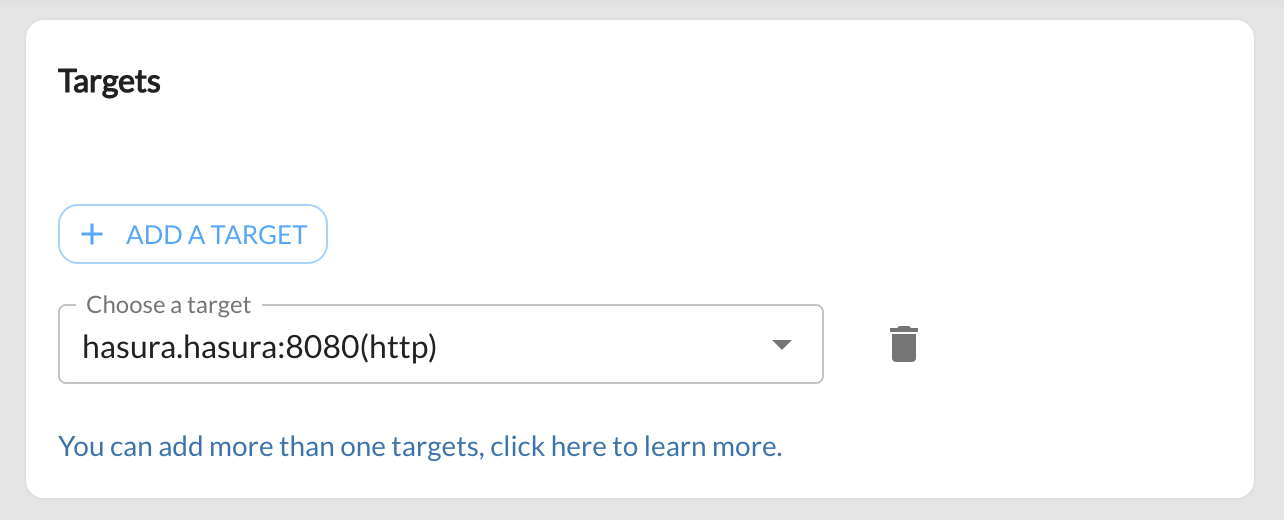 Targets
+ ADD A TARGET
Choose a target
hasura.hasura:8080(http)
You can add more than one targets, click here to learn more.